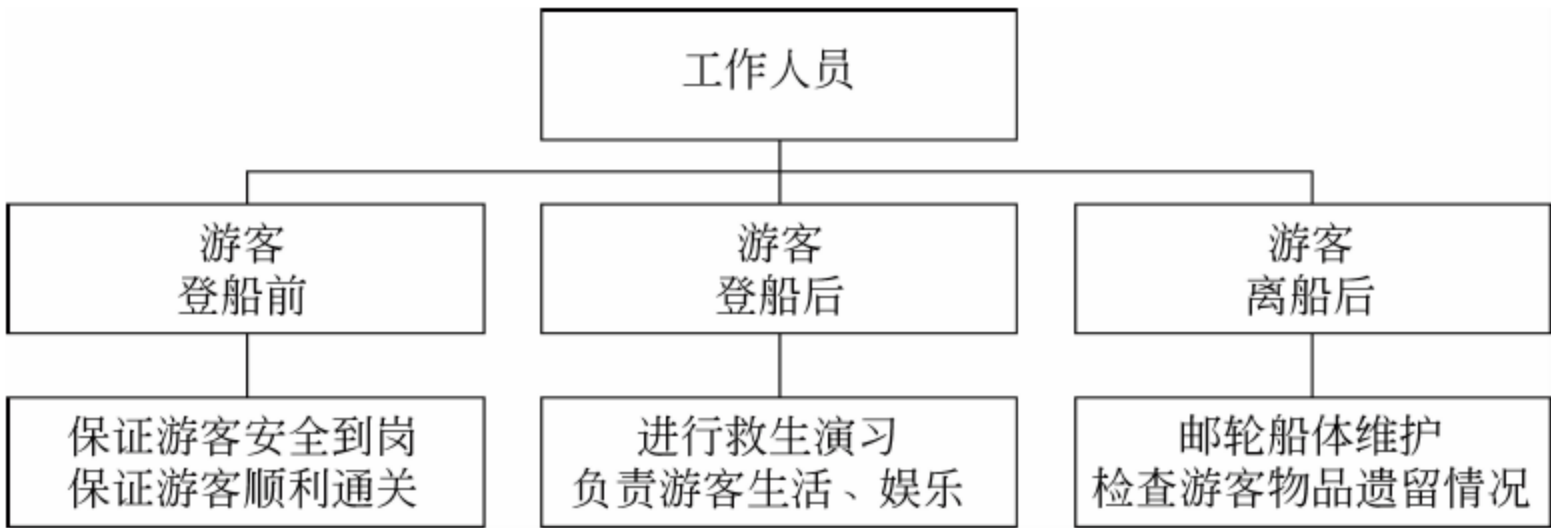 工作人员
游客
登船前
游客
登船后
游客
离船后
保证游客安全到岗
保证游客顺利通关
进行救生演习
负责游客生活、娱乐
邮轮船体维护
检查游客物品遗留情况